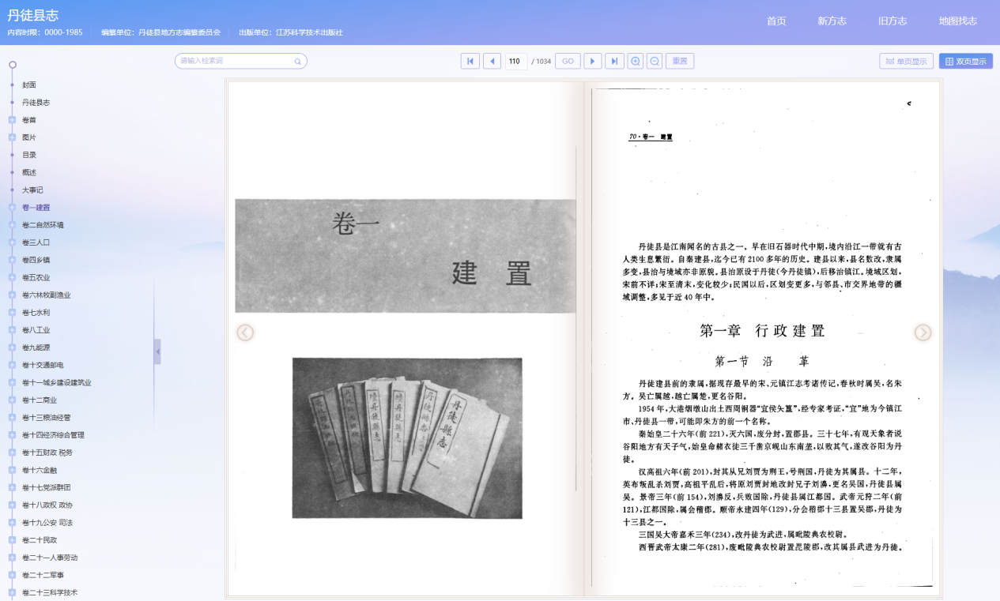 丹徒县志
内容时限：0000-1985 编纂单位：丹徒县地方志编纂委员会 出版单位：江苏科学技术出版社
首页 新方志 旧方志 地图找志
请输入检索词
110 / 1034 GO 重置
单页显示 双页显示
封面
丹徒县志
卷首
图片
目录
概述
大事记
卷一建置
卷二自然环境
卷三人口
卷四乡镇
卷五农业
卷六林牧副渔业
卷七水利
卷八工业
卷九能源
卷十交通邮电
卷十一城乡建设建筑业
卷十二商业
卷十三粮油经营
卷十四经济综合管理
卷十五财政 税务
卷十六金融
卷十七党派群团
卷十八政权 政协
卷十九公安 司法
卷二十民政
卷二十一人事劳动
卷二十二军事
卷二十三科学技术
卷一
建 置
丹徒縣志
70·卷一 建置
丹徒县是江南闻名的古县之一。早在旧石器时代中期，境内沿江一带就有古
人类生息繁衍。自秦建县，迄今已有 2100 多年的历史。建县以来，县名数改，隶属
多变，县治与境域亦非原貌。县治原设于丹徒（今丹徒镇），后移治镇江。境域区划，
宋前不详；宋至清末，变化较少；民国以后，区划变更多，与邻县、市交界地带的疆
域调整，多见于近 40 年中。
第一章 行政建置
第一节 沿 革
丹徒建县前的隶属，据现存最早的宋、元镇江志考诸传记，春秋时属吴，名朱
方。吴亡属越，越亡属楚，更名谷阳。
1954 年，大港烟墩山出土西周铜器“宜侯夨簋”，经专家考证，“宜”地为今镇江
市、丹徒县一带，可能即朱方的前一个名称。
秦始皇二十六年（前 221），灭六国，废分封，置郡县。三十七年，有观天象者说
谷阳地方有天子气，始皇命赭衣徒三千凿京岘山东南垄，以败其气，遂改谷阳为丹
徒。
汉高祖六年（前 201），封其从兄刘贾为荆王，号荆国，丹徒为其属县。十二年，
英布叛乱杀刘贾，高祖平乱后，将原刘贾封地改封兄子刘濞，更名吴国，丹徒县属
吴。景帝三年（前 154），刘濞反，兵败国除，丹徒县属江都国。武帝元狩二年（前
121），江都国除，属会稽郡。顺帝永建四年（129），分会稽郡十三县置吴郡，丹徒为
十三县之一。
三国吴大帝嘉禾三年（234），改丹徒为武进，属毗陵典农校尉。
西晋武帝太康二年（281），废毗陵典农校尉置毘陵郡，改其属县武进为丹徒。